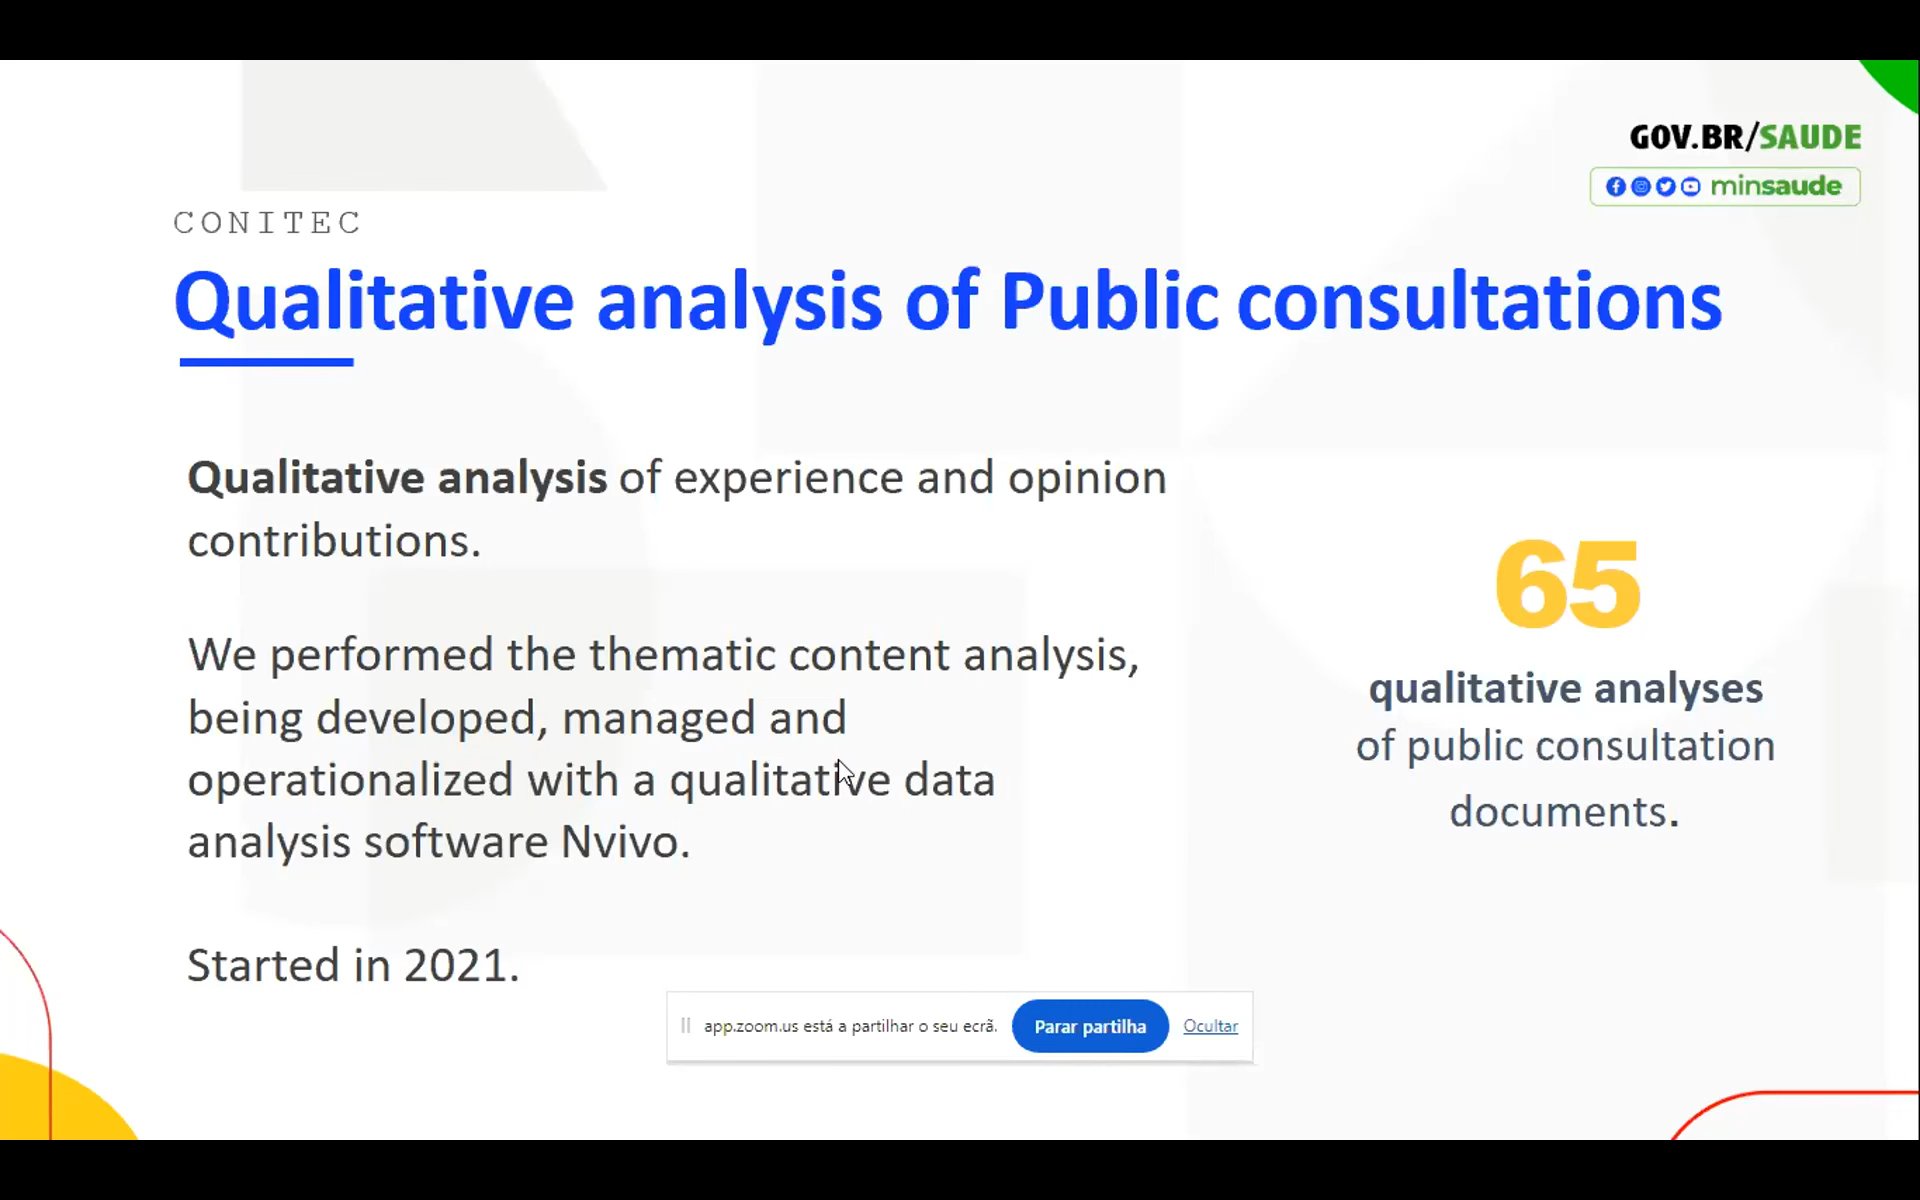 GOV.BR/SAUDE
minsaude
CONITEC
Qualitative analysis of Public consultations
Qualitative analysis of experience and opinion
contributions.
We performed the thematic content analysis,
being developed, managed and
operationalized with a qualitative data
analysis software Nvivo.
Started in 2021.
65
qualitative analyses
of public consultation
documents.
app.zoom.us está a partilhar o seu ecrã. Parar partilha Ocultar